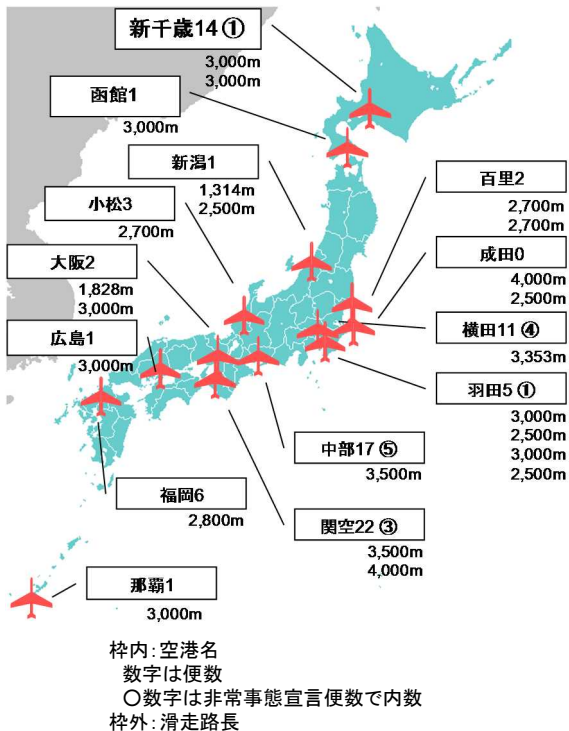 新千歳14 ①
3,000m
3,000m
函館1
3,000m
新潟1
1,314m
2,500m
小松3
2,700m
大阪2
1,828m
3,000m
広島1
3,000m
百里2
2,700m
2,700m
成田0
4,000m
2,500m
横田11 ④
3,353m
羽田5 ①
3,000m
2,500m
3,000m
2,500m
中部17 ⑤
3,500m
福岡6
2,800m
関空22 ③
3,500m
4,000m
那覇1
3,000m
枠内:空港名
数字は便数
○数字は非常事態宣言便数で内数
枠外:滑走路長